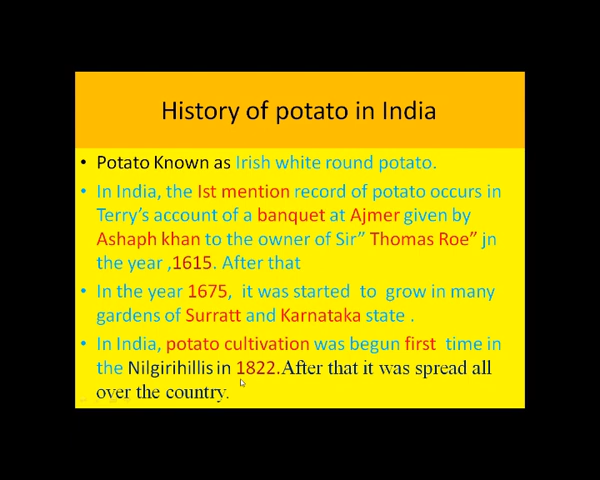 History of potato in India
• Potato Known as Irish white round potato.
• In India, the Ist mention record of potato occurs in
Terry's account of a banquet at Ajmer given by
Ashaph khan to the owner of Sir" Thomas Roe" jn
the year ,1615. After that
• In the year 1675, it was started to grow in many
gardens of Surratt and Karnataka state .
• In India, potato cultivation was begun first time in
the Nilgirihillis in 1822.After that it was spread all
over the country.